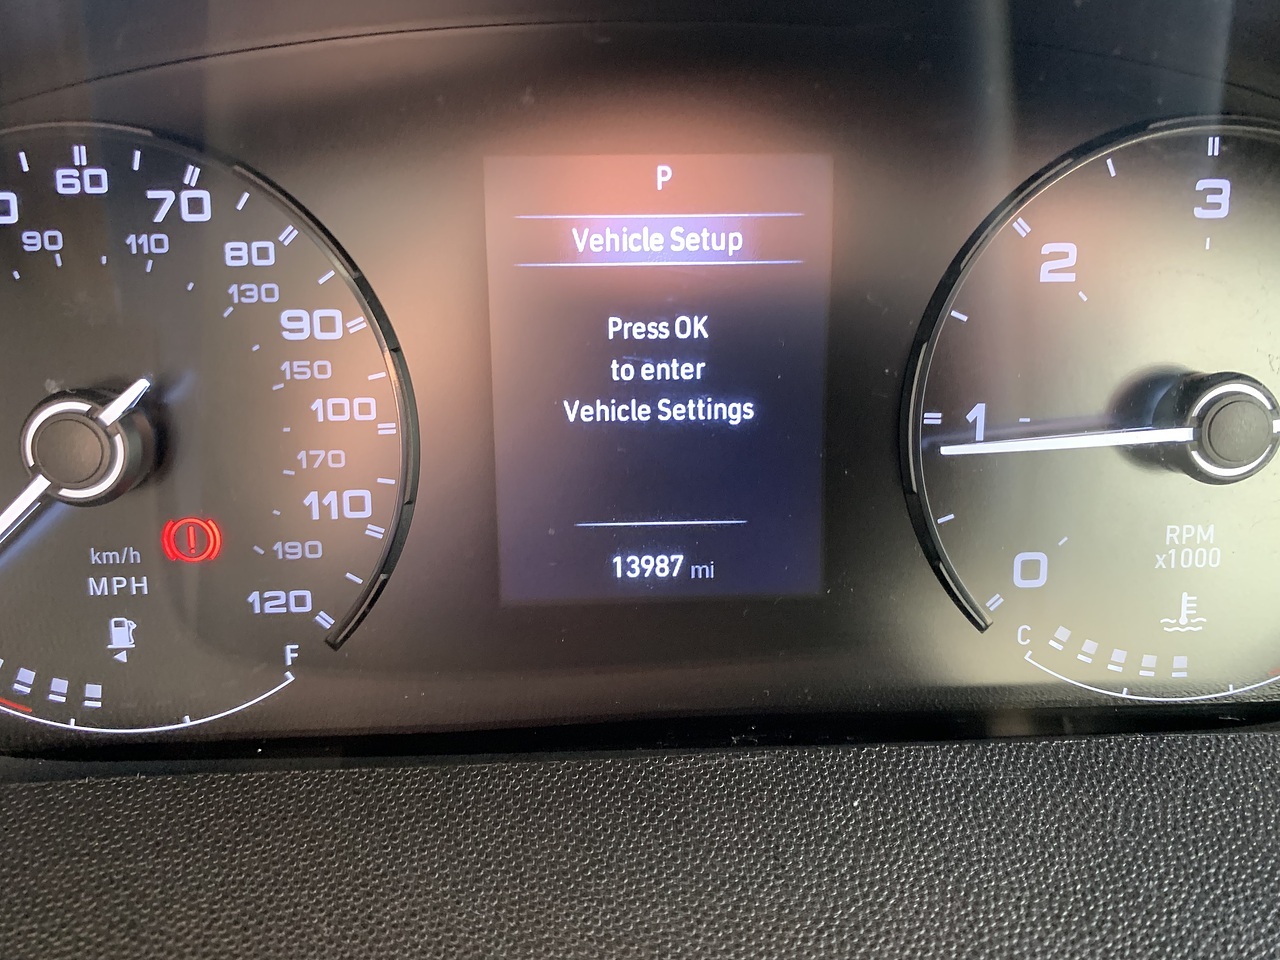 60
70
90
110
80
130
90
150
100
170
110
190
120
km/h
MPH
F
P
Vehicle Setup
Press OK
to enter
Vehicle Settings
13987 mi
3
2
1
0
RPM
x1000
C